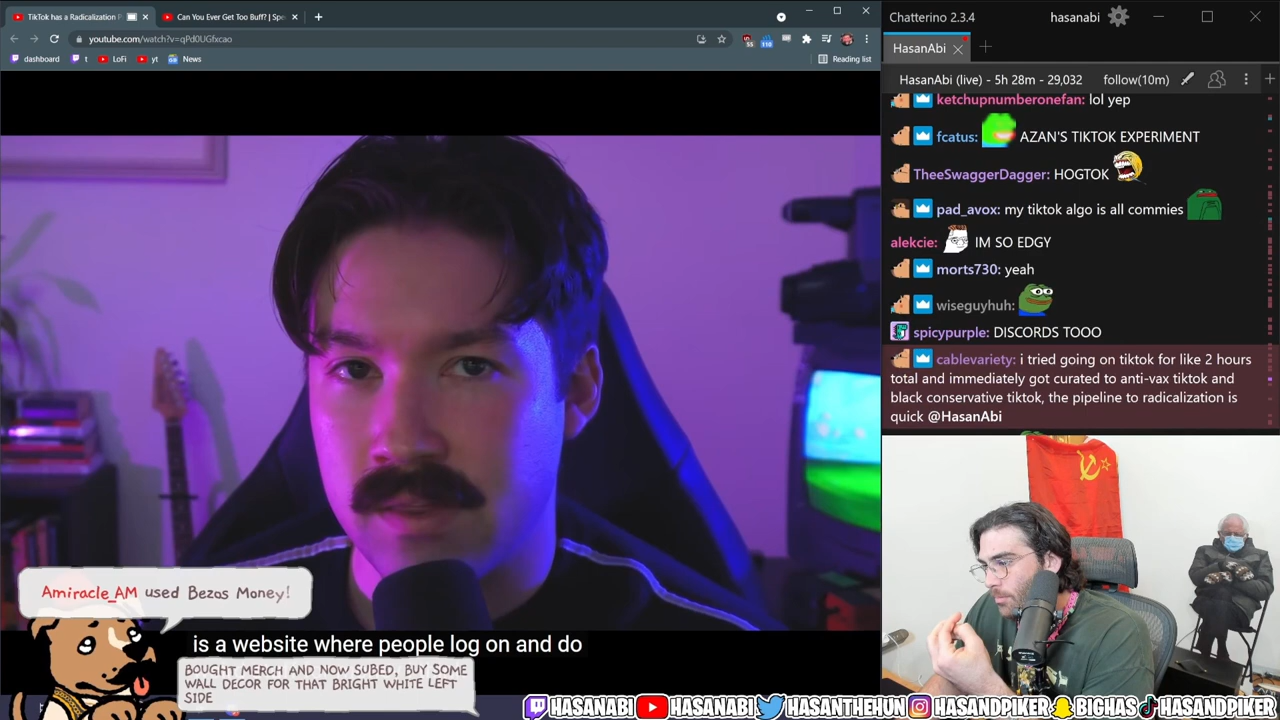 TikTok has a Radicalization P
Can You Ever Get Too Buff? | Spe
youtube.com/watch?v=qPd0UGfxcao
dashboard
t
LoFi
yt
News
Reading list
Chatterino 2.3.4
hasanabi
HasanAbi
HasanAbi (live) - 5h 28m - 29,032
follow(10m)
ketchupnumberonefan: lol yep
fcatus: AZAN'S TIKTOK EXPERIMENT
TheeSwaggerDagger: HOGTOK
pad_avox: my tiktok algo is all commies
alekcie: IM SO EDGY
morts730: yeah
wiseguyhuh:
spicypurple: DISCORDS TOOO
cablevariety: i tried going on tiktok for like 2 hours
total and immediately got curated to anti-vax tiktok and
black conservative tiktok, the pipeline to radicalization is
quick @HasanAbi
Amiracle_AM used Bezos Money!
is a website where people log on and do
BOUGHT MERCH AND NOW SUBED, BUY SOME
WALL DECOR FOR THAT BRIGHT WHITE LEFT
SIDE
HASANABI HASANABI HASANTHEHUN HASANDPIKER BIGHAS HASANDPIKER